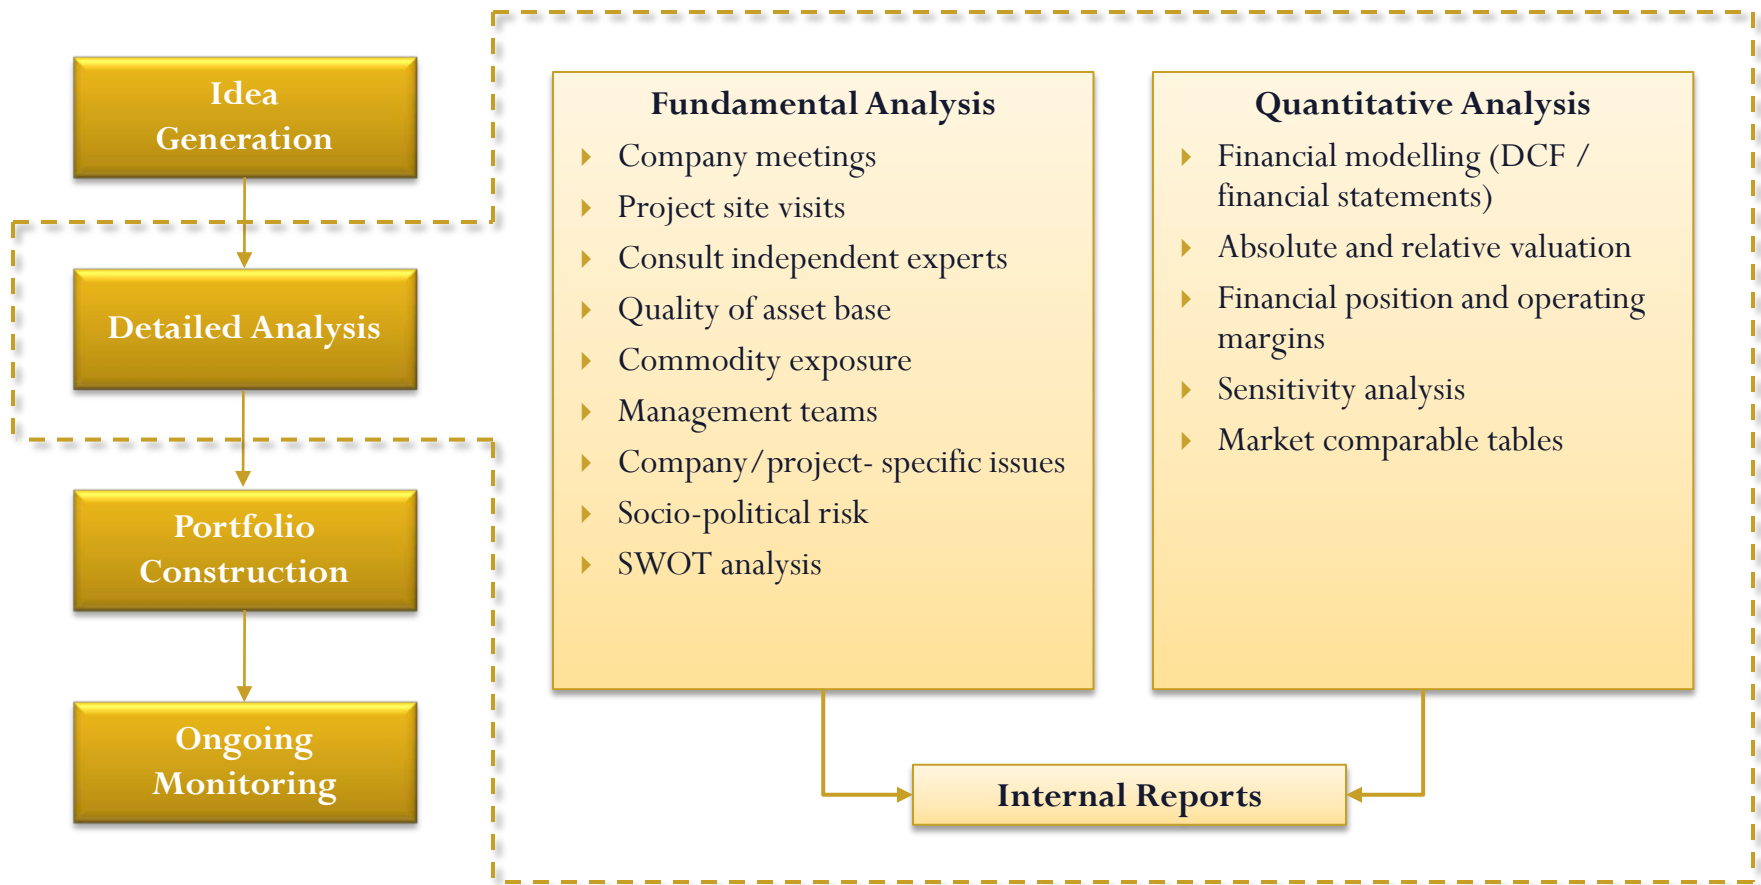 Idea
Generation
Detailed Analysis
Portfolio
Construction
Ongoing
Monitoring
Fundamental Analysis
Company meetings
Project site visits
Consult independent experts
Quality of asset base
Commodity exposure
Management teams
Company/project- specific issues
Socio-political risk
SWOT analysis
Quantitative Analysis
Financial modelling (DCF /
financial statements)
Absolute and relative valuation
Financial position and operating
margins
Sensitivity analysis
Market comparable tables
Internal Reports